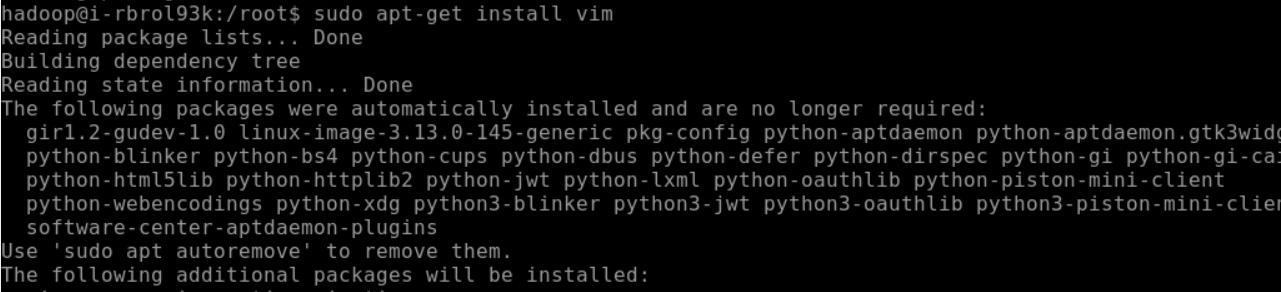 hadoop@i-rbrol93k:/root$ sudo apt-get install vim
Reading package lists... Done
Building dependency tree
Reading state information... Done
The following packages were automatically installed and are no longer required:
gir1.2-gudev-1.0 linux-image-3.13.0-145-generic pkg-config python-aptdaemon python-aptdaemon.gtk3widg
python-blinker python-bs4 python-cups python-dbus python-defer python-dirspec python-gi python-gi-cai
python-html5lib python-httplib2 python-jwt python-lxml python-oauthlib python-piston-mini-client
python-webencodings python-xdg python3-blinker python3-jwt python3-oauthlib python3-piston-mini-clien
software-center-aptdaemon-plugins
Use 'sudo apt autoremove' to remove them.
The following additional packages will be installed: